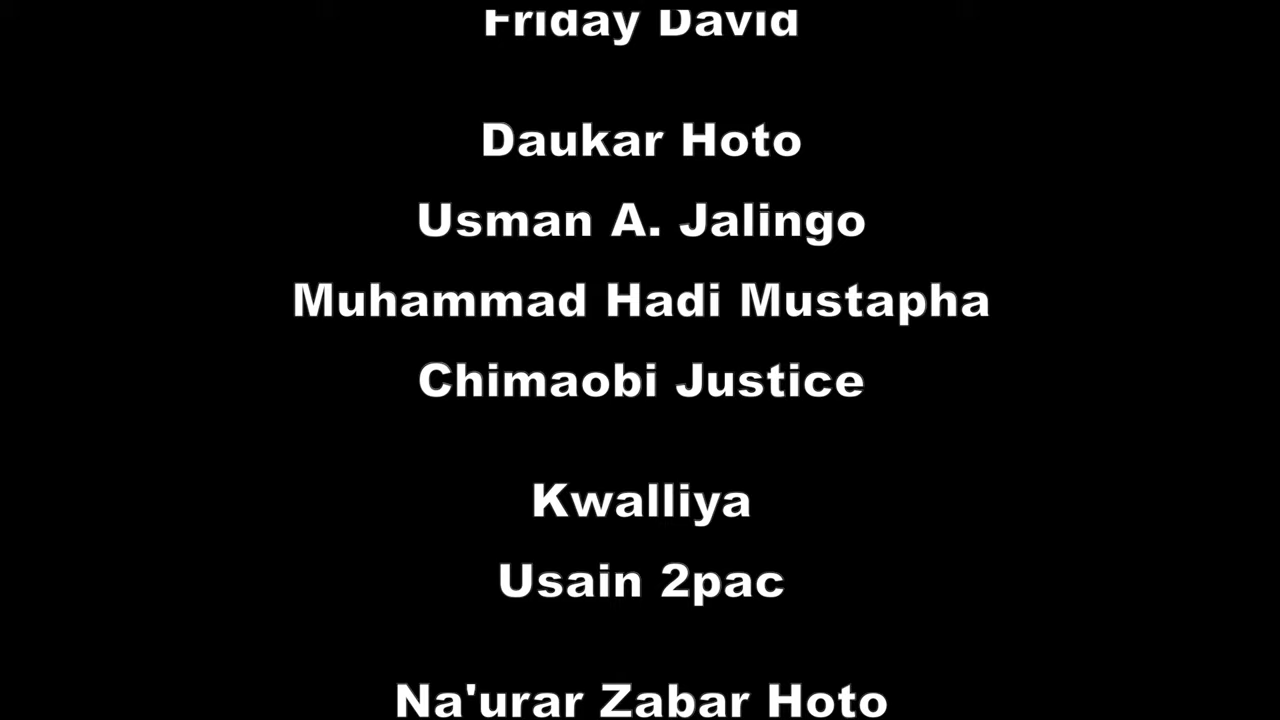 Friday David
Daukar Hoto
Usman A. Jalingo
Muhammad Hadi Mustapha
Chimaobi Justice
Kwalliya
Usain 2pac
Na'urar Zabar Hoto